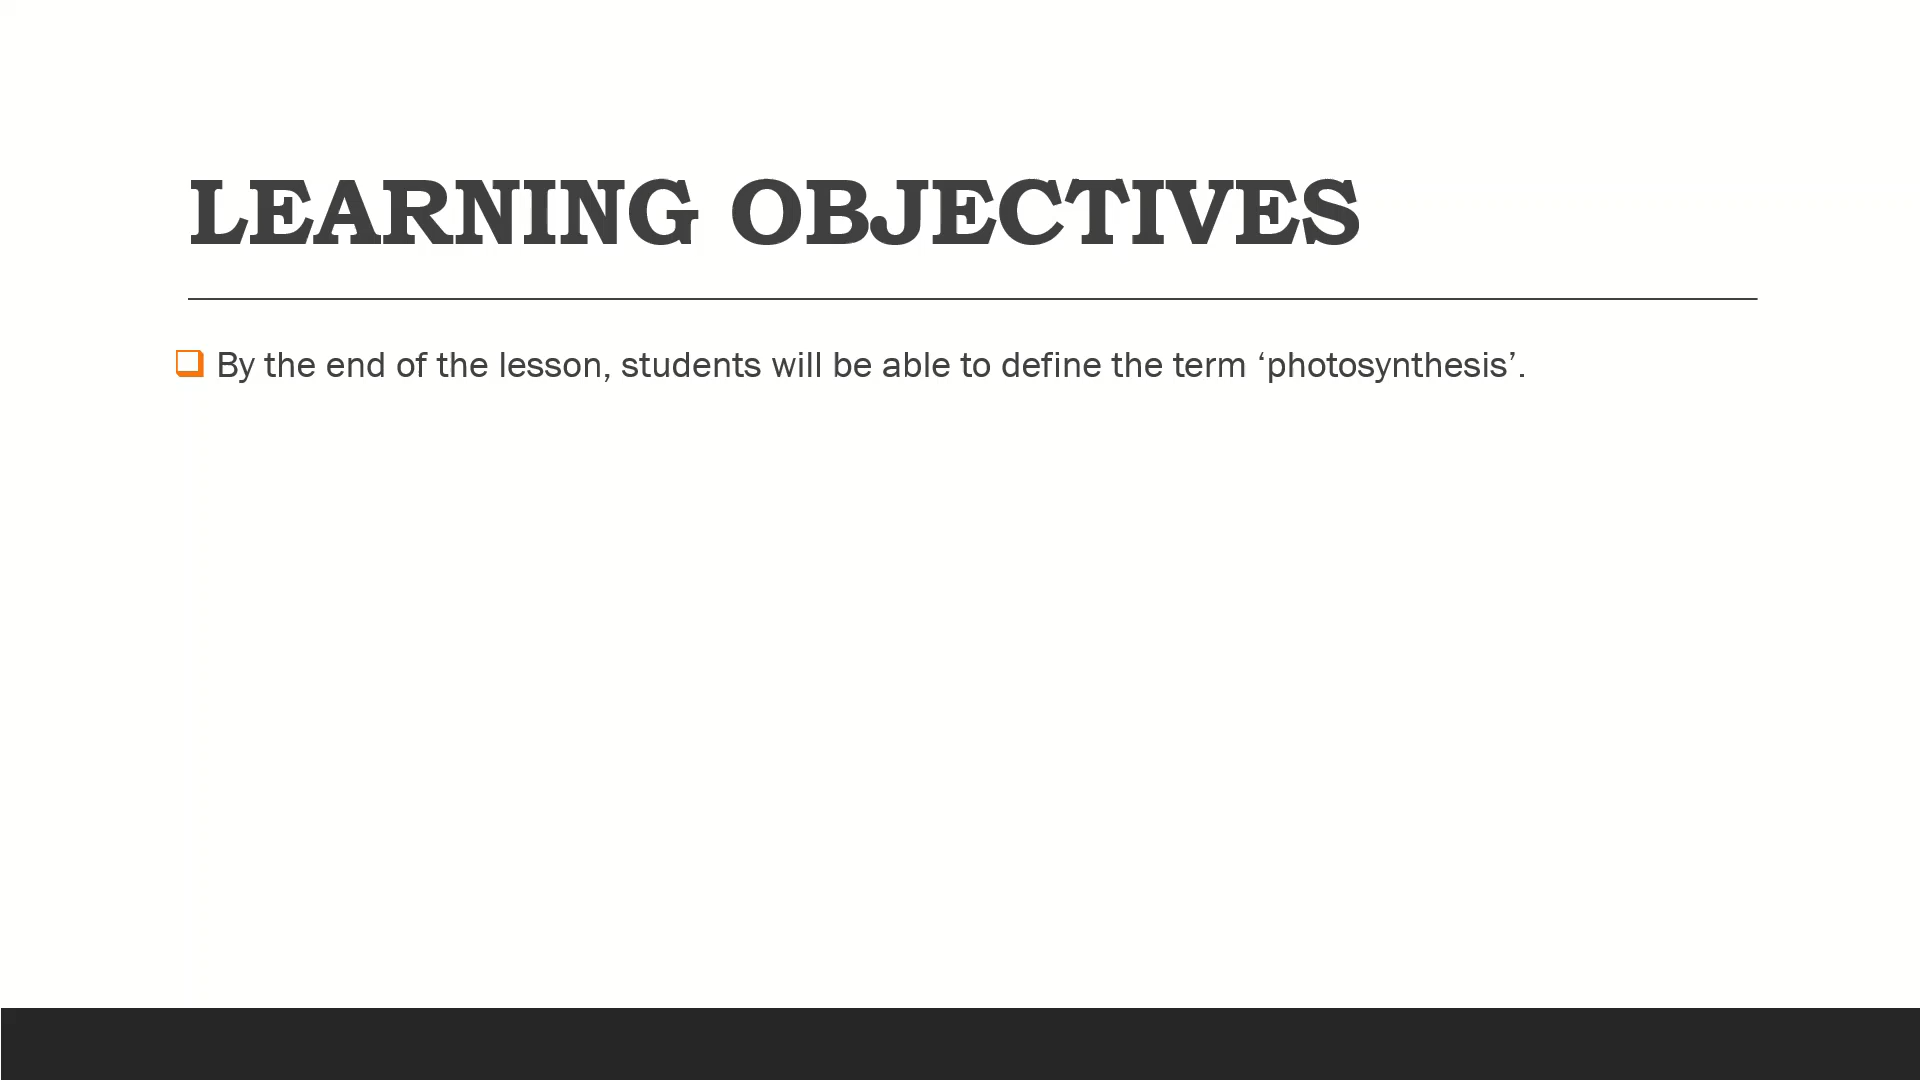 LEARNING OBJECTIVES
By the end of the lesson, students will be able to define the term ‘photosynthesis’.